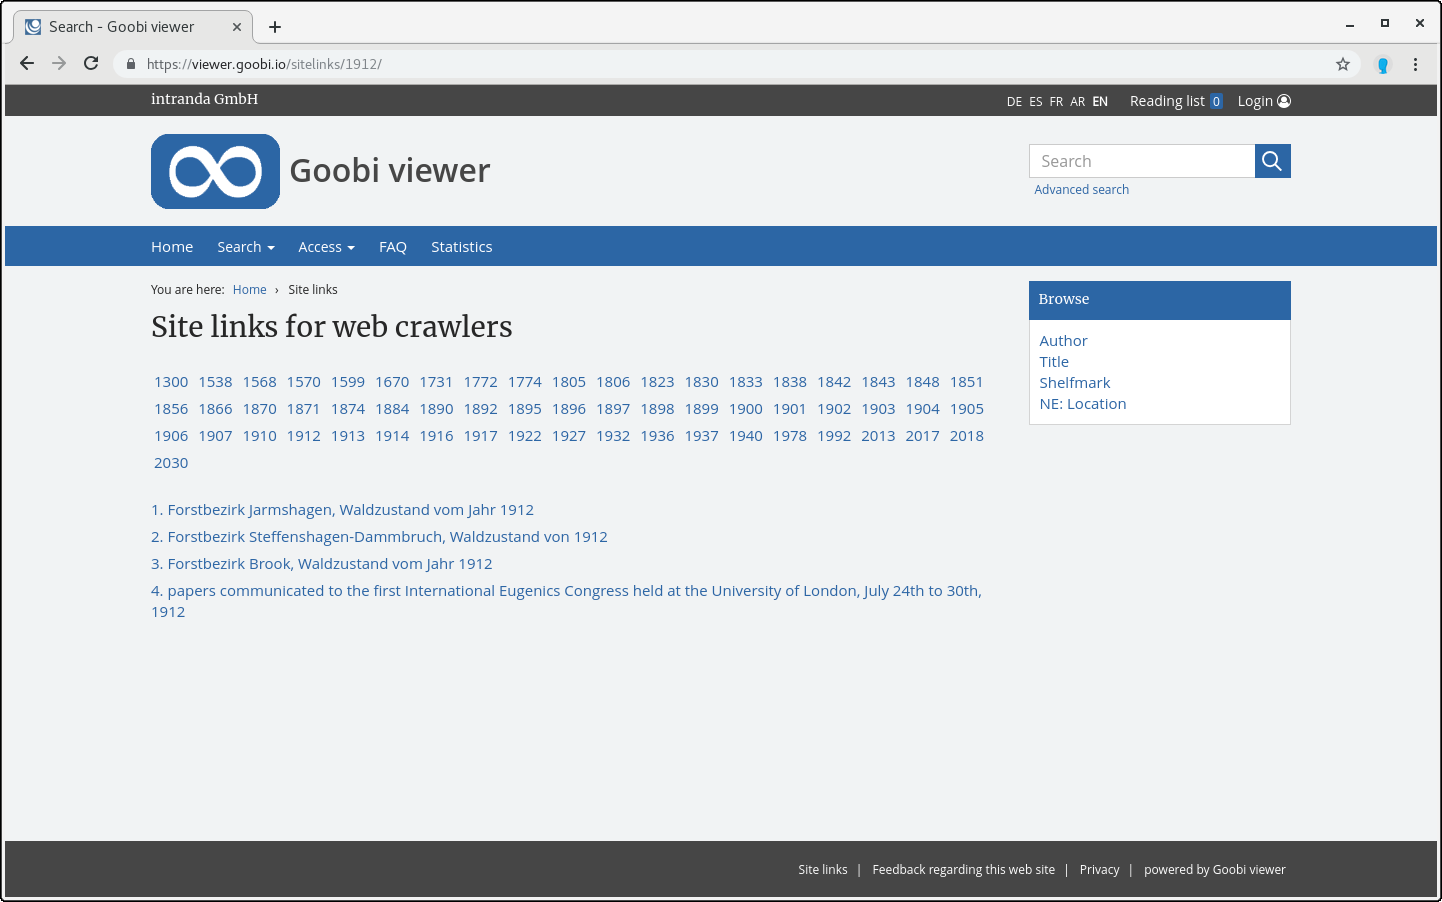 Search - Goobi viewer
https://viewer.goobi.io/sitelinks/1912/
intranda GmbH DE ES FR AR EN Reading list 0 Login
Goobi viewer
Search
Advanced search
Home Search Access FAQ Statistics
You are here: Home › Site links
Site links for web crawlers
1300 1538 1568 1570 1599 1670 1731 1772 1774 1805 1806 1823 1830 1833 1838 1842 1843 1848 1851
1856 1866 1870 1871 1874 1884 1890 1892 1895 1896 1897 1898 1899 1900 1901 1902 1903 1904 1905
1906 1907 1910 1912 1913 1914 1916 1917 1922 1927 1932 1936 1937 1940 1978 1992 2013 2017 2018
2030
1. Forstbezirk Jarmshagen, Waldzustand vom Jahr 1912
2. Forstbezirk Steffenshagen-Dammbruch, Waldzustand von 1912
3. Forstbezirk Brook, Waldzustand vom Jahr 1912
4. papers communicated to the first International Eugenics Congress held at the University of London, July 24th to 30th,
1912
Browse
Author
Title
Shelfmark
NE: Location
Site links | Feedback regarding this web site | Privacy | powered by Goobi viewer